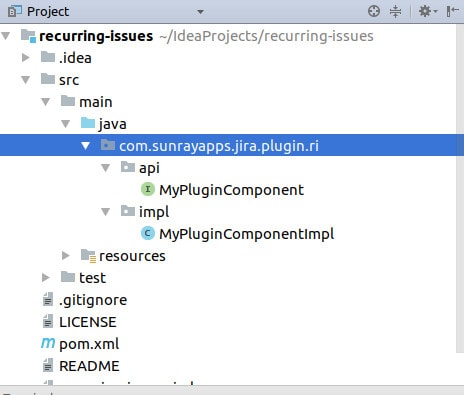 Project
recurring-issues ~/IdeaProjects/recurring-issues
.idea
src
main
java
com.sunrayapps.jira.plugin.ri
api
I MyPluginComponent
impl
C MyPluginComponentImpl
resources
test
.gitignore
LICENSE
m pom.xml
README